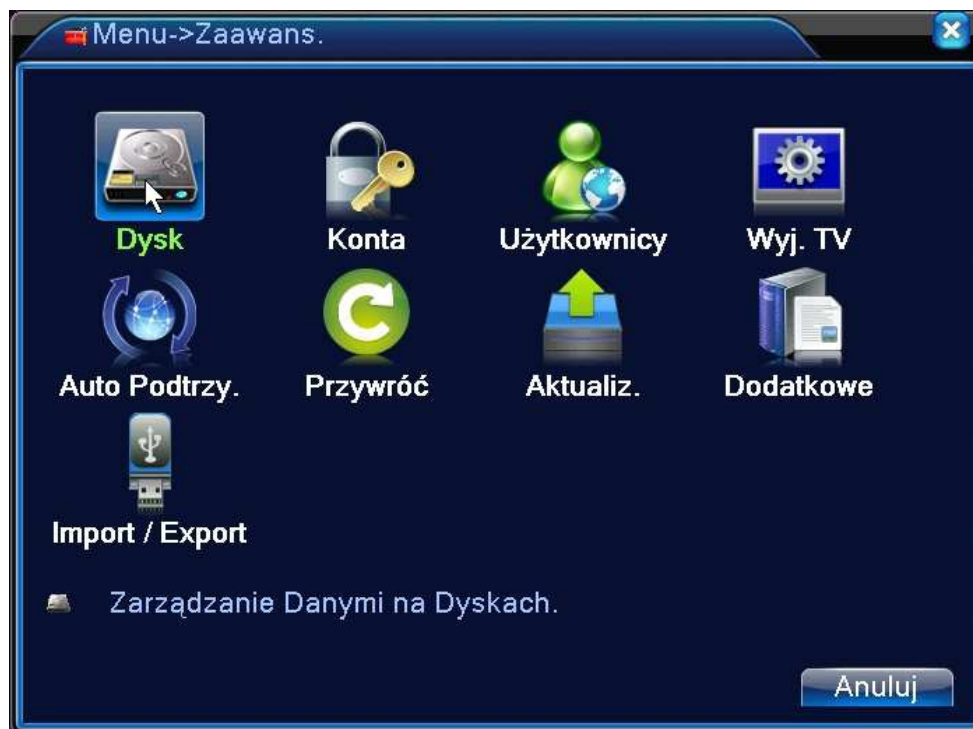 Menu->Zaawans.
Dysk Konta Użytkownicy Wyj. TV
Auto Podtrzy. Przywróć Aktualiz. Dodatkowe
Import / Export
Zarządzanie Danymi na Dyskach.
Anuluj